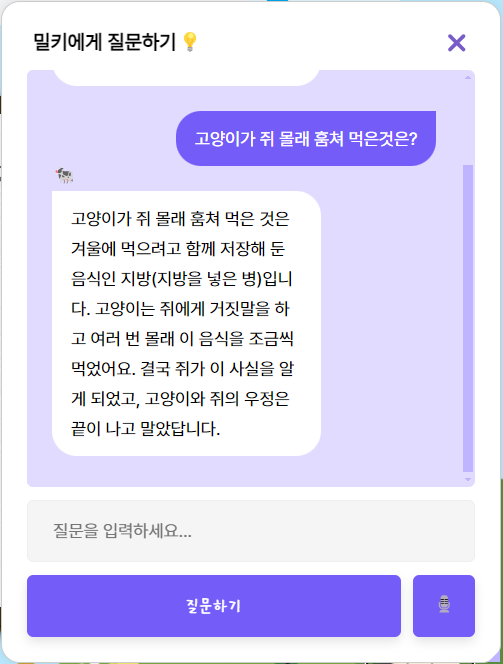 밀키에게 질문하기💡
고양이가 쥐 몰래 훔쳐 먹은것은?
고양이가 쥐 몰래 훔쳐 먹은 것은
겨울에 먹으려고 함께 저장해 둔
음식인 지방(지방을 넣은 병)입니
다. 고양이는 쥐에게 거짓말을 하
고 여러 번 몰래 이 음식을 조금씩
먹었어요. 결국 쥐가 이 사실을 알
게 되었고, 고양이와 쥐의 우정은
끝이 나고 말았답니다.
질문을 입력하세요...
질문하기